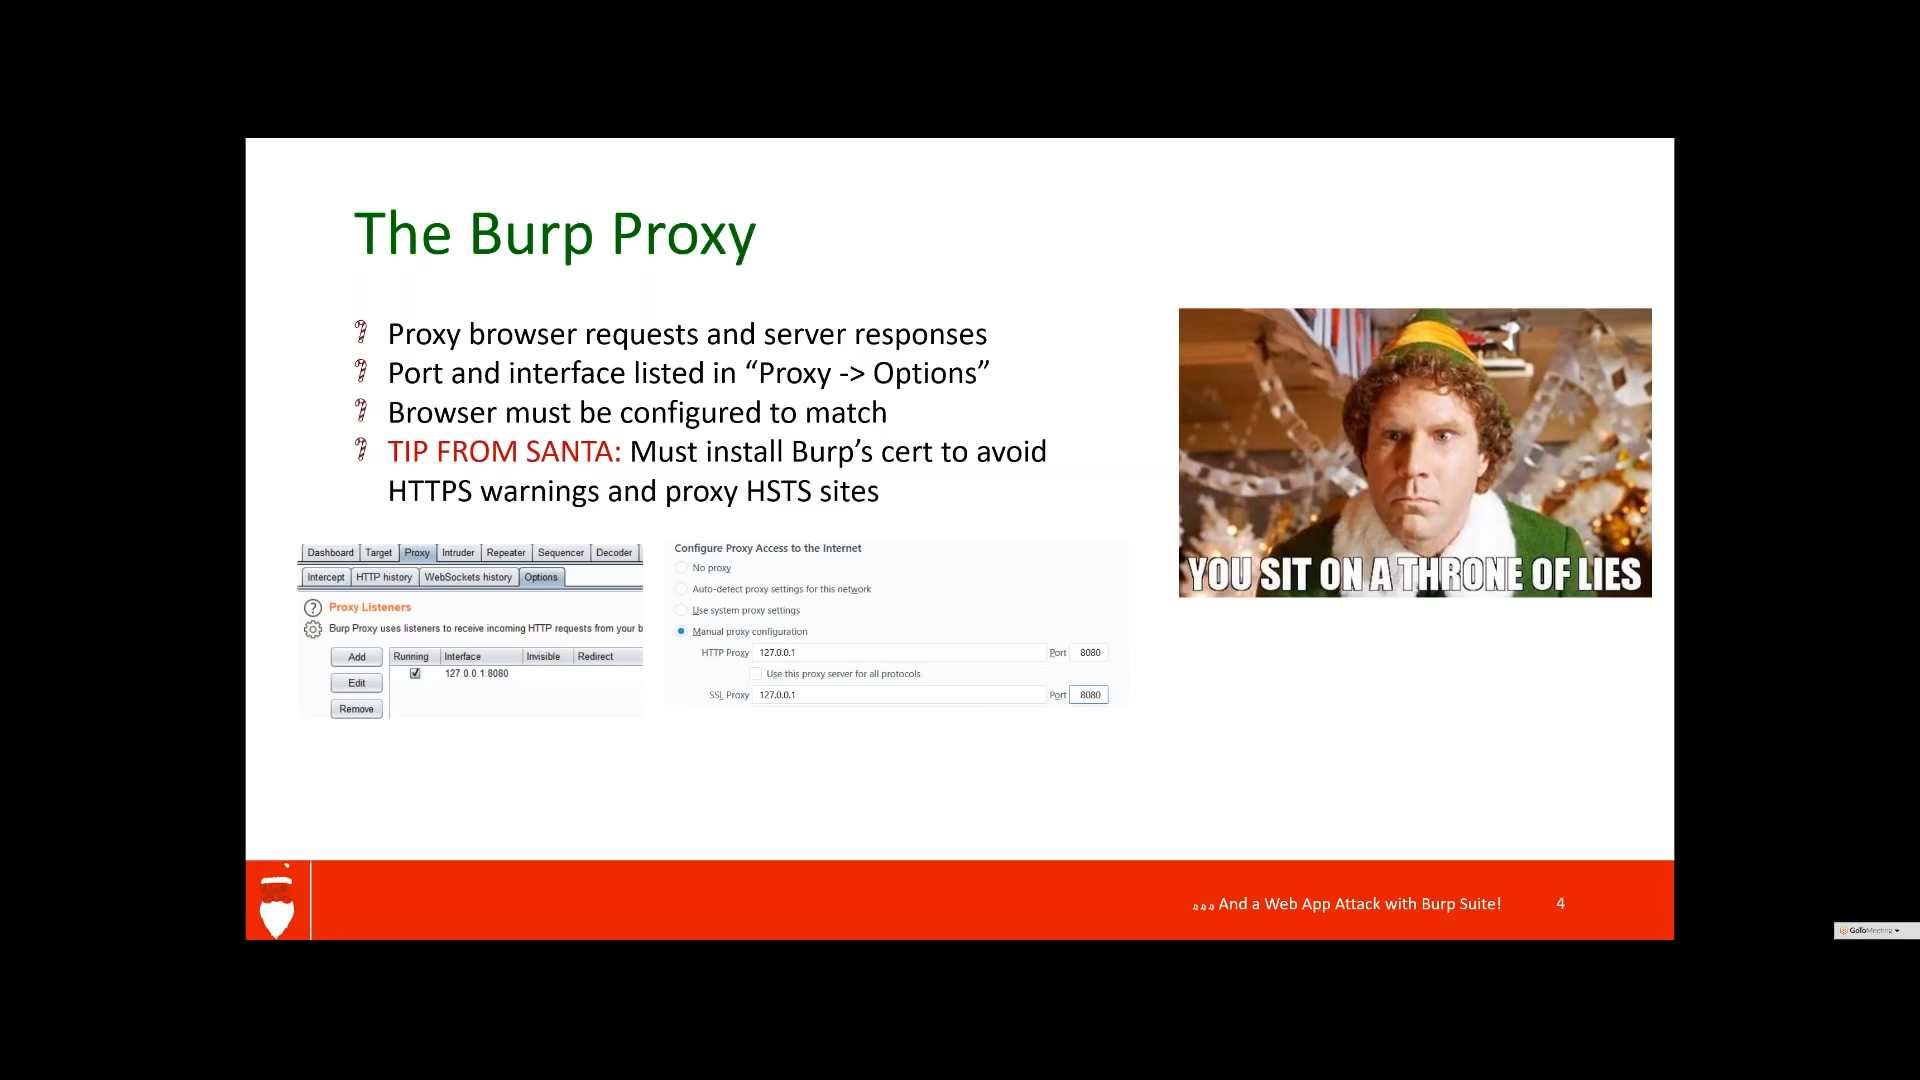 The Burp Proxy
Proxy browser requests and server responses
Port and interface listed in “Proxy -> Options”
Browser must be configured to match
TIP FROM SANTA: Must install Burp’s cert to avoid
HTTPS warnings and proxy HSTS sites
YOU SIT ON A THRONE OF LIES
Dashboard Target Proxy Intruder Repeater Sequencer Decoder
Intercept HTTP history WebSockets history Options
? Proxy Listeners
Burp Proxy uses listeners to receive incoming HTTP requests from your b
Add Running Interface Invisible Redirect
127.0.0.1:8080
Edit
Remove
Configure Proxy Access to the Internet
No proxy
Auto-detect proxy settings for this network
Use system proxy settings
Manual proxy configuration
HTTP Proxy 127.0.0.1 Port 8080
Use this proxy server for all protocols
SSL Proxy 127.0.0.1 Port 8080
♫♫♫ And a Web App Attack with Burp Suite! 4
GoToMeeting